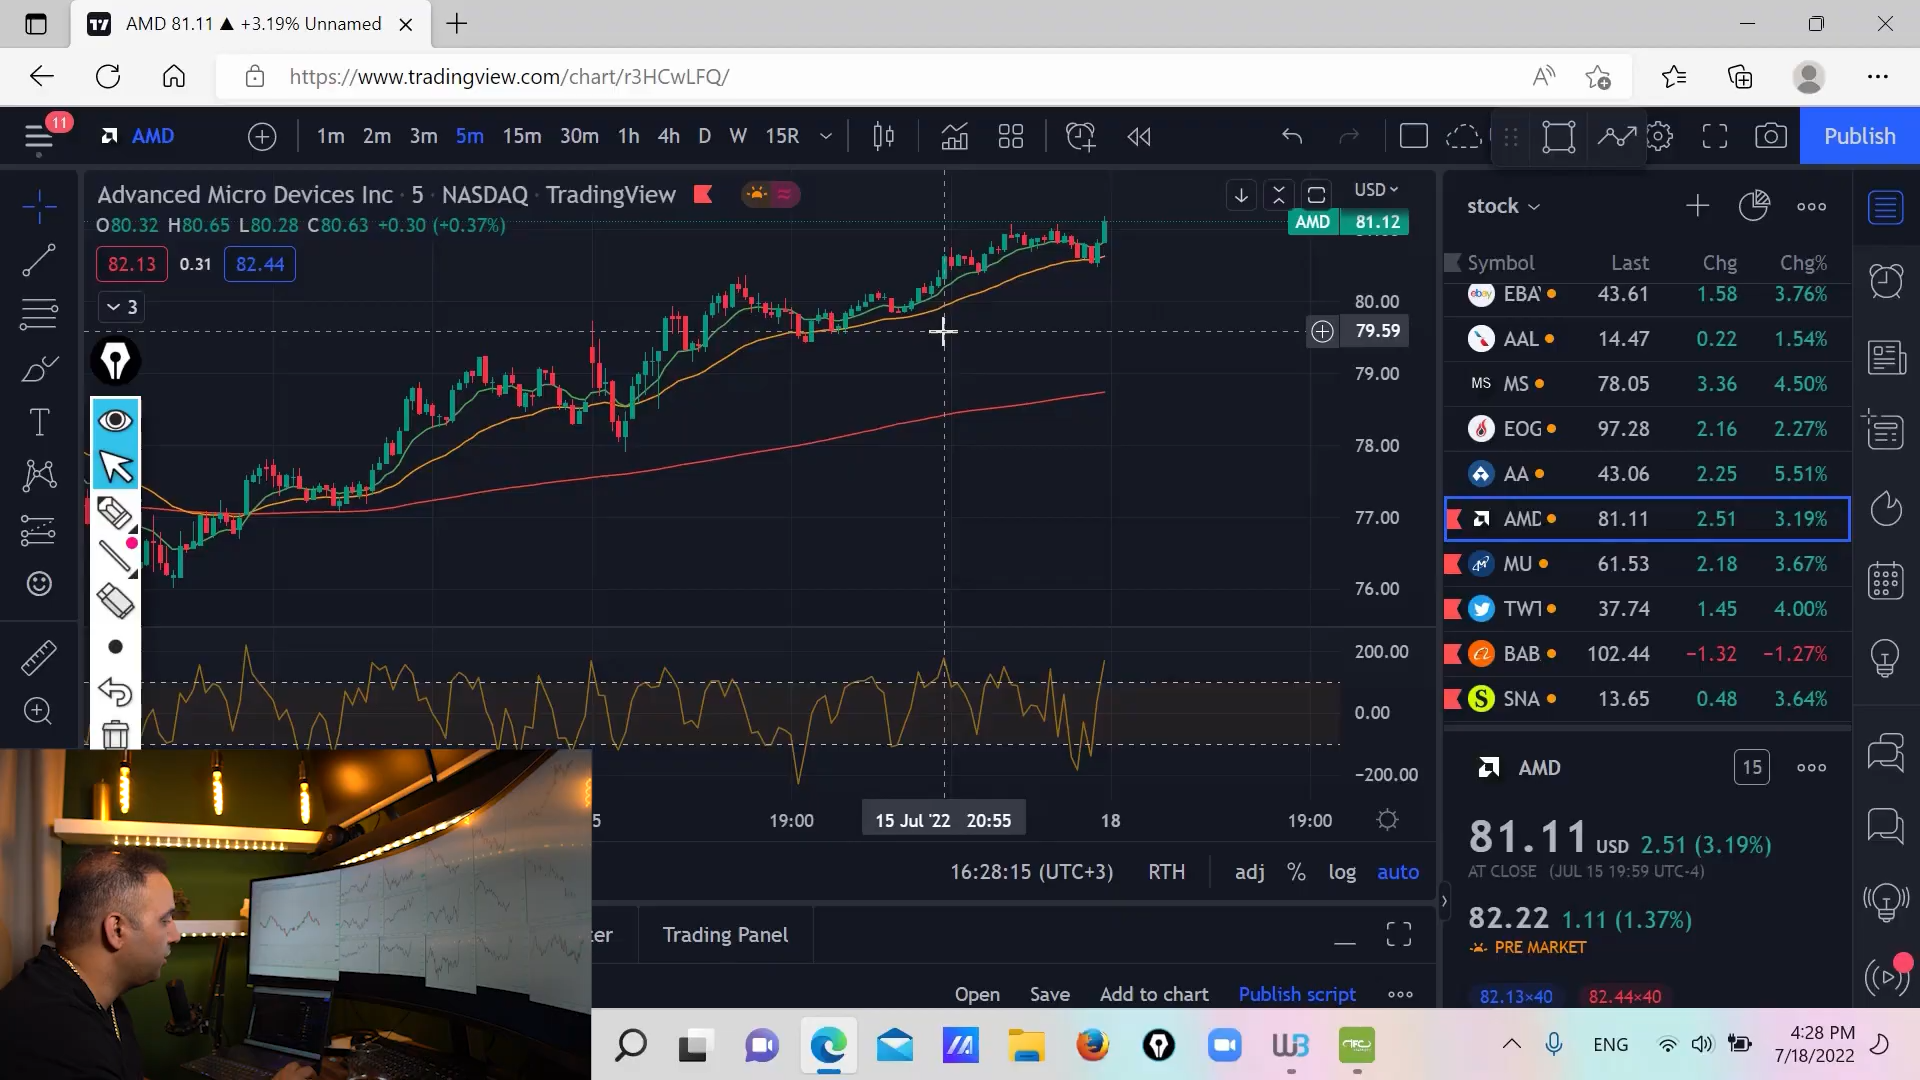 AMD 81.11 ▲ +3.19% Unnamed
https://www.tradingview.com/chart/r3HCwLFQ/
11
AMD
1m 2m 3m 5m 15m 30m 1h 4h D W 15R
Publish
Advanced Micro Devices Inc · 5 · NASDAQ · TradingView
O80.32 H80.65 L80.28 C80.63 +0.30 (+0.37%)
82.13 0.31 82.44
3
USD
AMD 81.12
80.00
79.59
79.00
78.00
77.00
76.00
200.00
0.00
−200.00
5 19:00 15 Jul '22 20:55 18 19:00
16:28:15 (UTC+3) RTH adj % log auto
ter Trading Panel
Open Save Add to chart Publish script
stock
Symbol Last Chg Chg%
ebay EBA 43.61 1.58 3.76%
AAL 14.47 0.22 1.54%
MS MS 78.05 3.36 4.50%
EOG 97.28 2.16 2.27%
AA 43.06 2.25 5.51%
AMD 81.11 2.51 3.19%
MU 61.53 2.18 3.67%
TWT 37.74 1.45 4.00%
BAB 102.44 −1.32 −1.27%
S SNA 13.65 0.48 3.64%
AMD 15
81.11 USD 2.51 (3.19%)
AT CLOSE (JUL 15 19:59 UTC-4)
82.22 1.11 (1.37%)
PRE MARKET
82.13×40 82.44×40
ENG
4:28 PM
7/18/2022